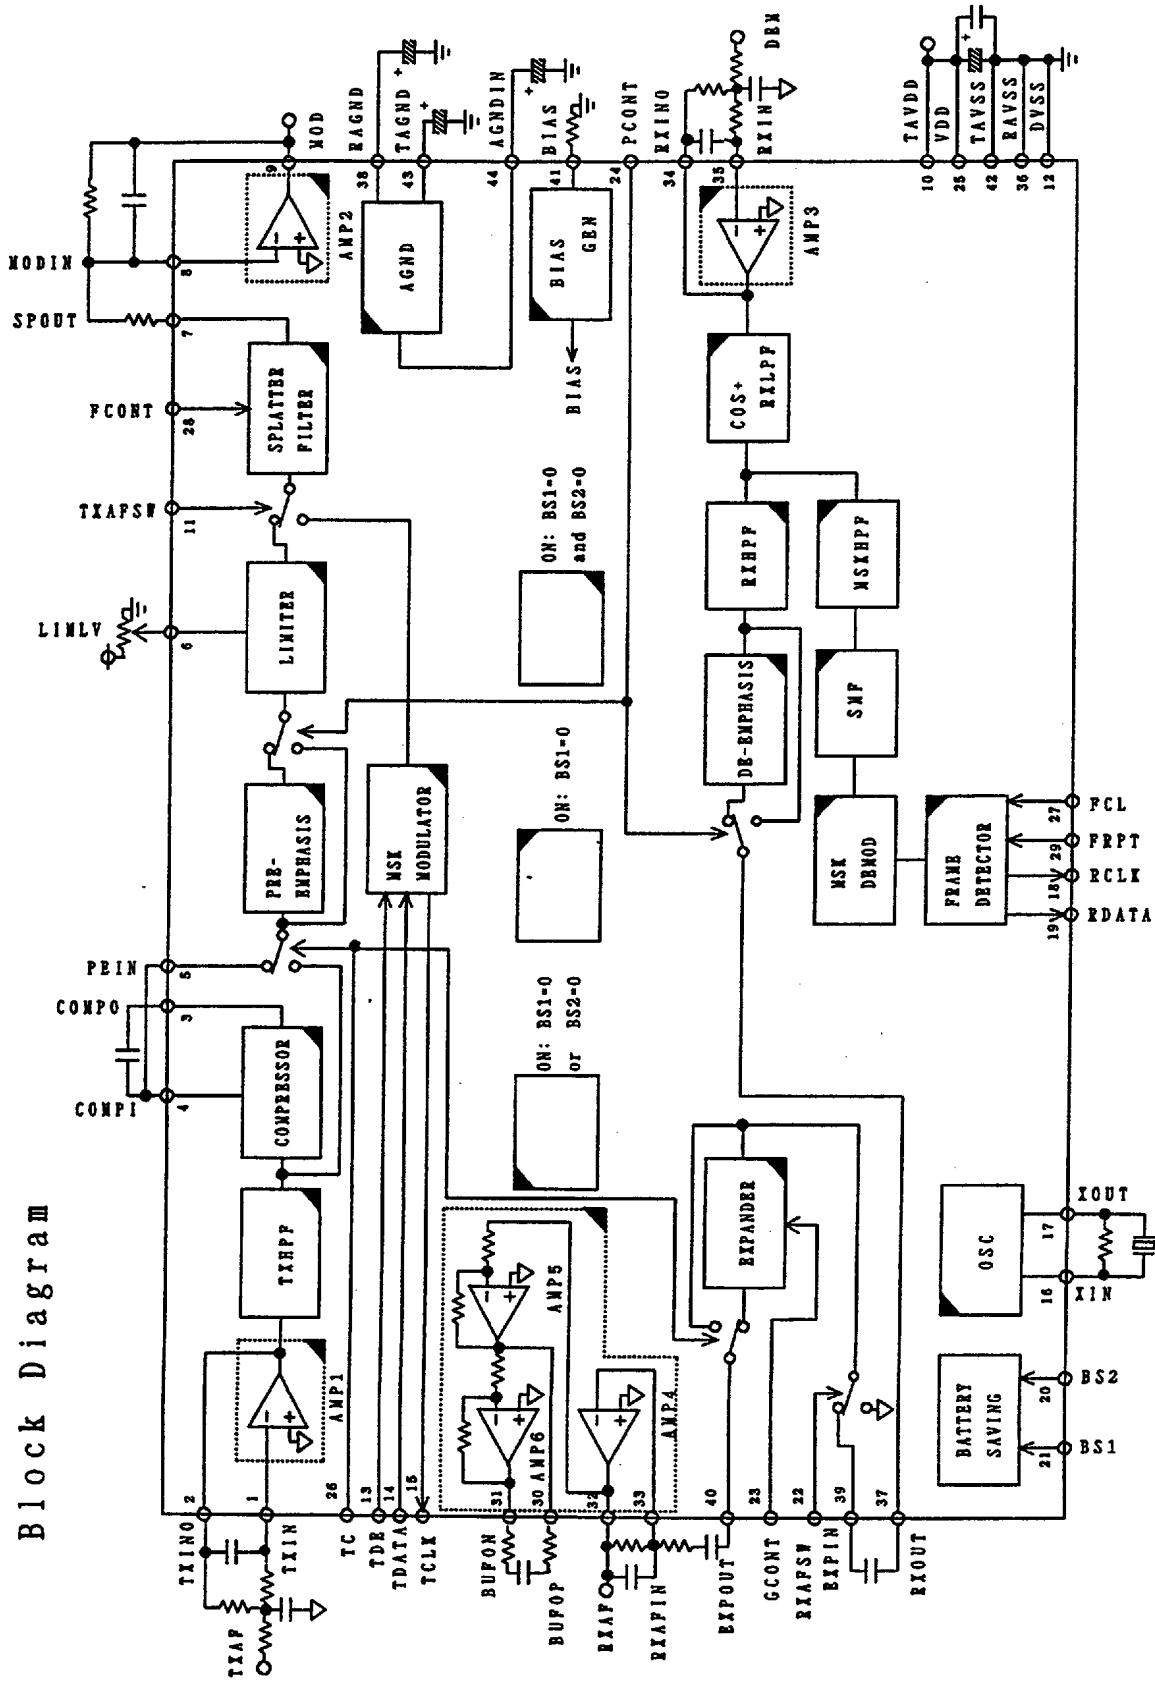 Block Diagram
TXAF
TXINO
2
TXIN
1
AMP1
TXHPF
COMPRESSOR
COMPI
4
COMPO
3
PEIN
5
PRE-
EMPHASIS
LIMITER
LIMLV
6
TXAFSW
11
FCONT
28
SPLATTER
FILTER
SPOUT
7
MODIN
8
AMP2
9
MOD
TC
26
TDE
13
TDATA
14
TCLK
15
MSK
MODULATOR
AGND
38
RAGND
43
TAGND
44
AGNDIN
BIAS
GEN
41
BIAS
BIAS
24
PCONT
ON: BS1=0
or BS2=0
ON: BS1=0
ON: BS1=0
and BS2=0
BUFON
31
BUFOP
30
AMP6
AMP5
RXAF
32
RXAFIN
33
AMP4
EXPOUT
40
GCONT
23
RXAFSW
22
EXPIN
39
RXOUT
37
EXPANDER
DE-EMPHASIS
RXHPF
COS+
RXLPF
AMP3
34
RXINO
35
RXIN
DEM
MSK
DEMOD
SMF
MSKHPF
FRAME
DETECTOR
FCL
27
FRPT
29
RCLK
18
RDATA
19
10
TAVDD
25
VDD
42
TAVSS
36
RAVSS
12
DVSS
BATTERY
SAVING
21
BS1
20
BS2
OSC
16
XIN
17
XOUT